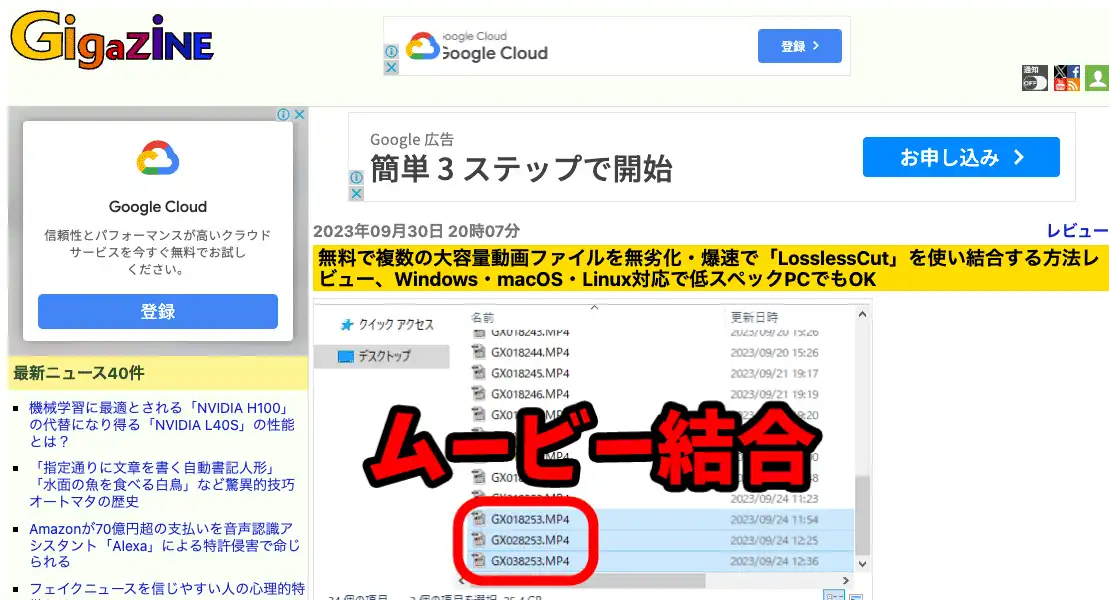 GIGAZINE
Google Cloud
Google Cloud
登録
通知
OFF
Google Cloud
信頼性とパフォーマンスが高いクラウド
サービスを今すぐ無料でお試し
ください。
登録
Google 広告
簡単 3 ステップで開始
お申し込み
2023年09月30日 20時07分
レビュー
無料で複数の大容量動画ファイルを無劣化・爆速で「LosslessCut」を使い結合する方法レ
ビュー、Windows・macOS・Linux対応で低スペックPCでもOK
最新ニュース40件
機械学習に最適とされる「NVIDIA H100」
の代替になり得る「NVIDIA L40S」の性能
とは？
「指定通りに文章を書く自動書記人形」
「水面の魚を食べる白鳥」など驚異的技巧
オートマタの歴史
Amazonが70億円超の支払いを音声認識ア
シスタント「Alexa」による特許侵害で命じ
られる
フェイクニュースを信じやすい人の心理的特
クイック アクセス
デスクトップ
名前
更新日時
GX018243.MP4
2023/09/20 15:26
GX018244.MP4
2023/09/20 15:26
GX018245.MP4
2023/09/21 19:17
GX018246.MP4
2023/09/21 19:19
ムービー結合
2023/09/24 11:23
GX018253.MP4
2023/09/24 11:54
GX028253.MP4
2023/09/24 12:25
GX038253.MP4
2023/09/24 12:36